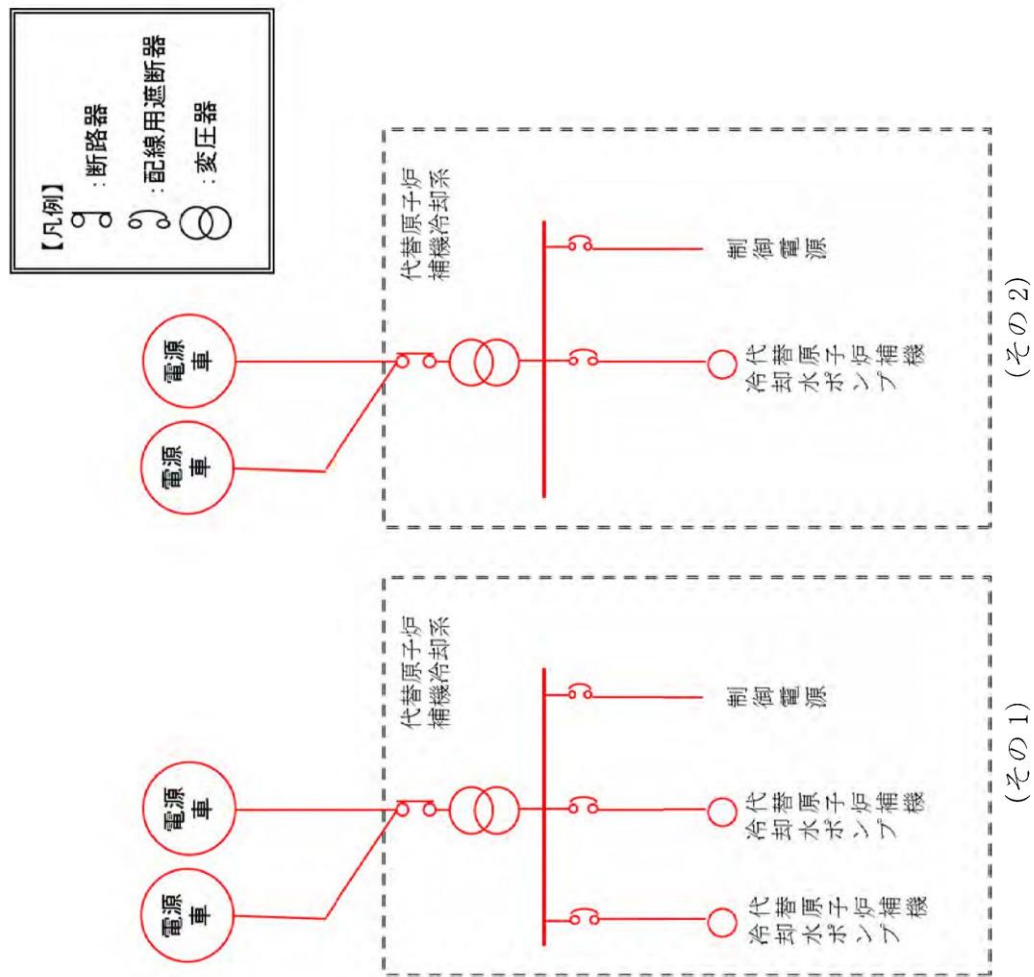 【凡例】
:断路器
:配線用遮断器
:変圧器
電源
車
電源
車
代替原子炉
補機冷却系
代替原子炉補機
冷却水ポンプ
代替原子炉補機
冷却水ポンプ
制御
電源
(その1)
電源
車
電源
車
代替原子炉
補機冷却系
代替原子炉補機
冷却水ポンプ
制御
電源
(その2)